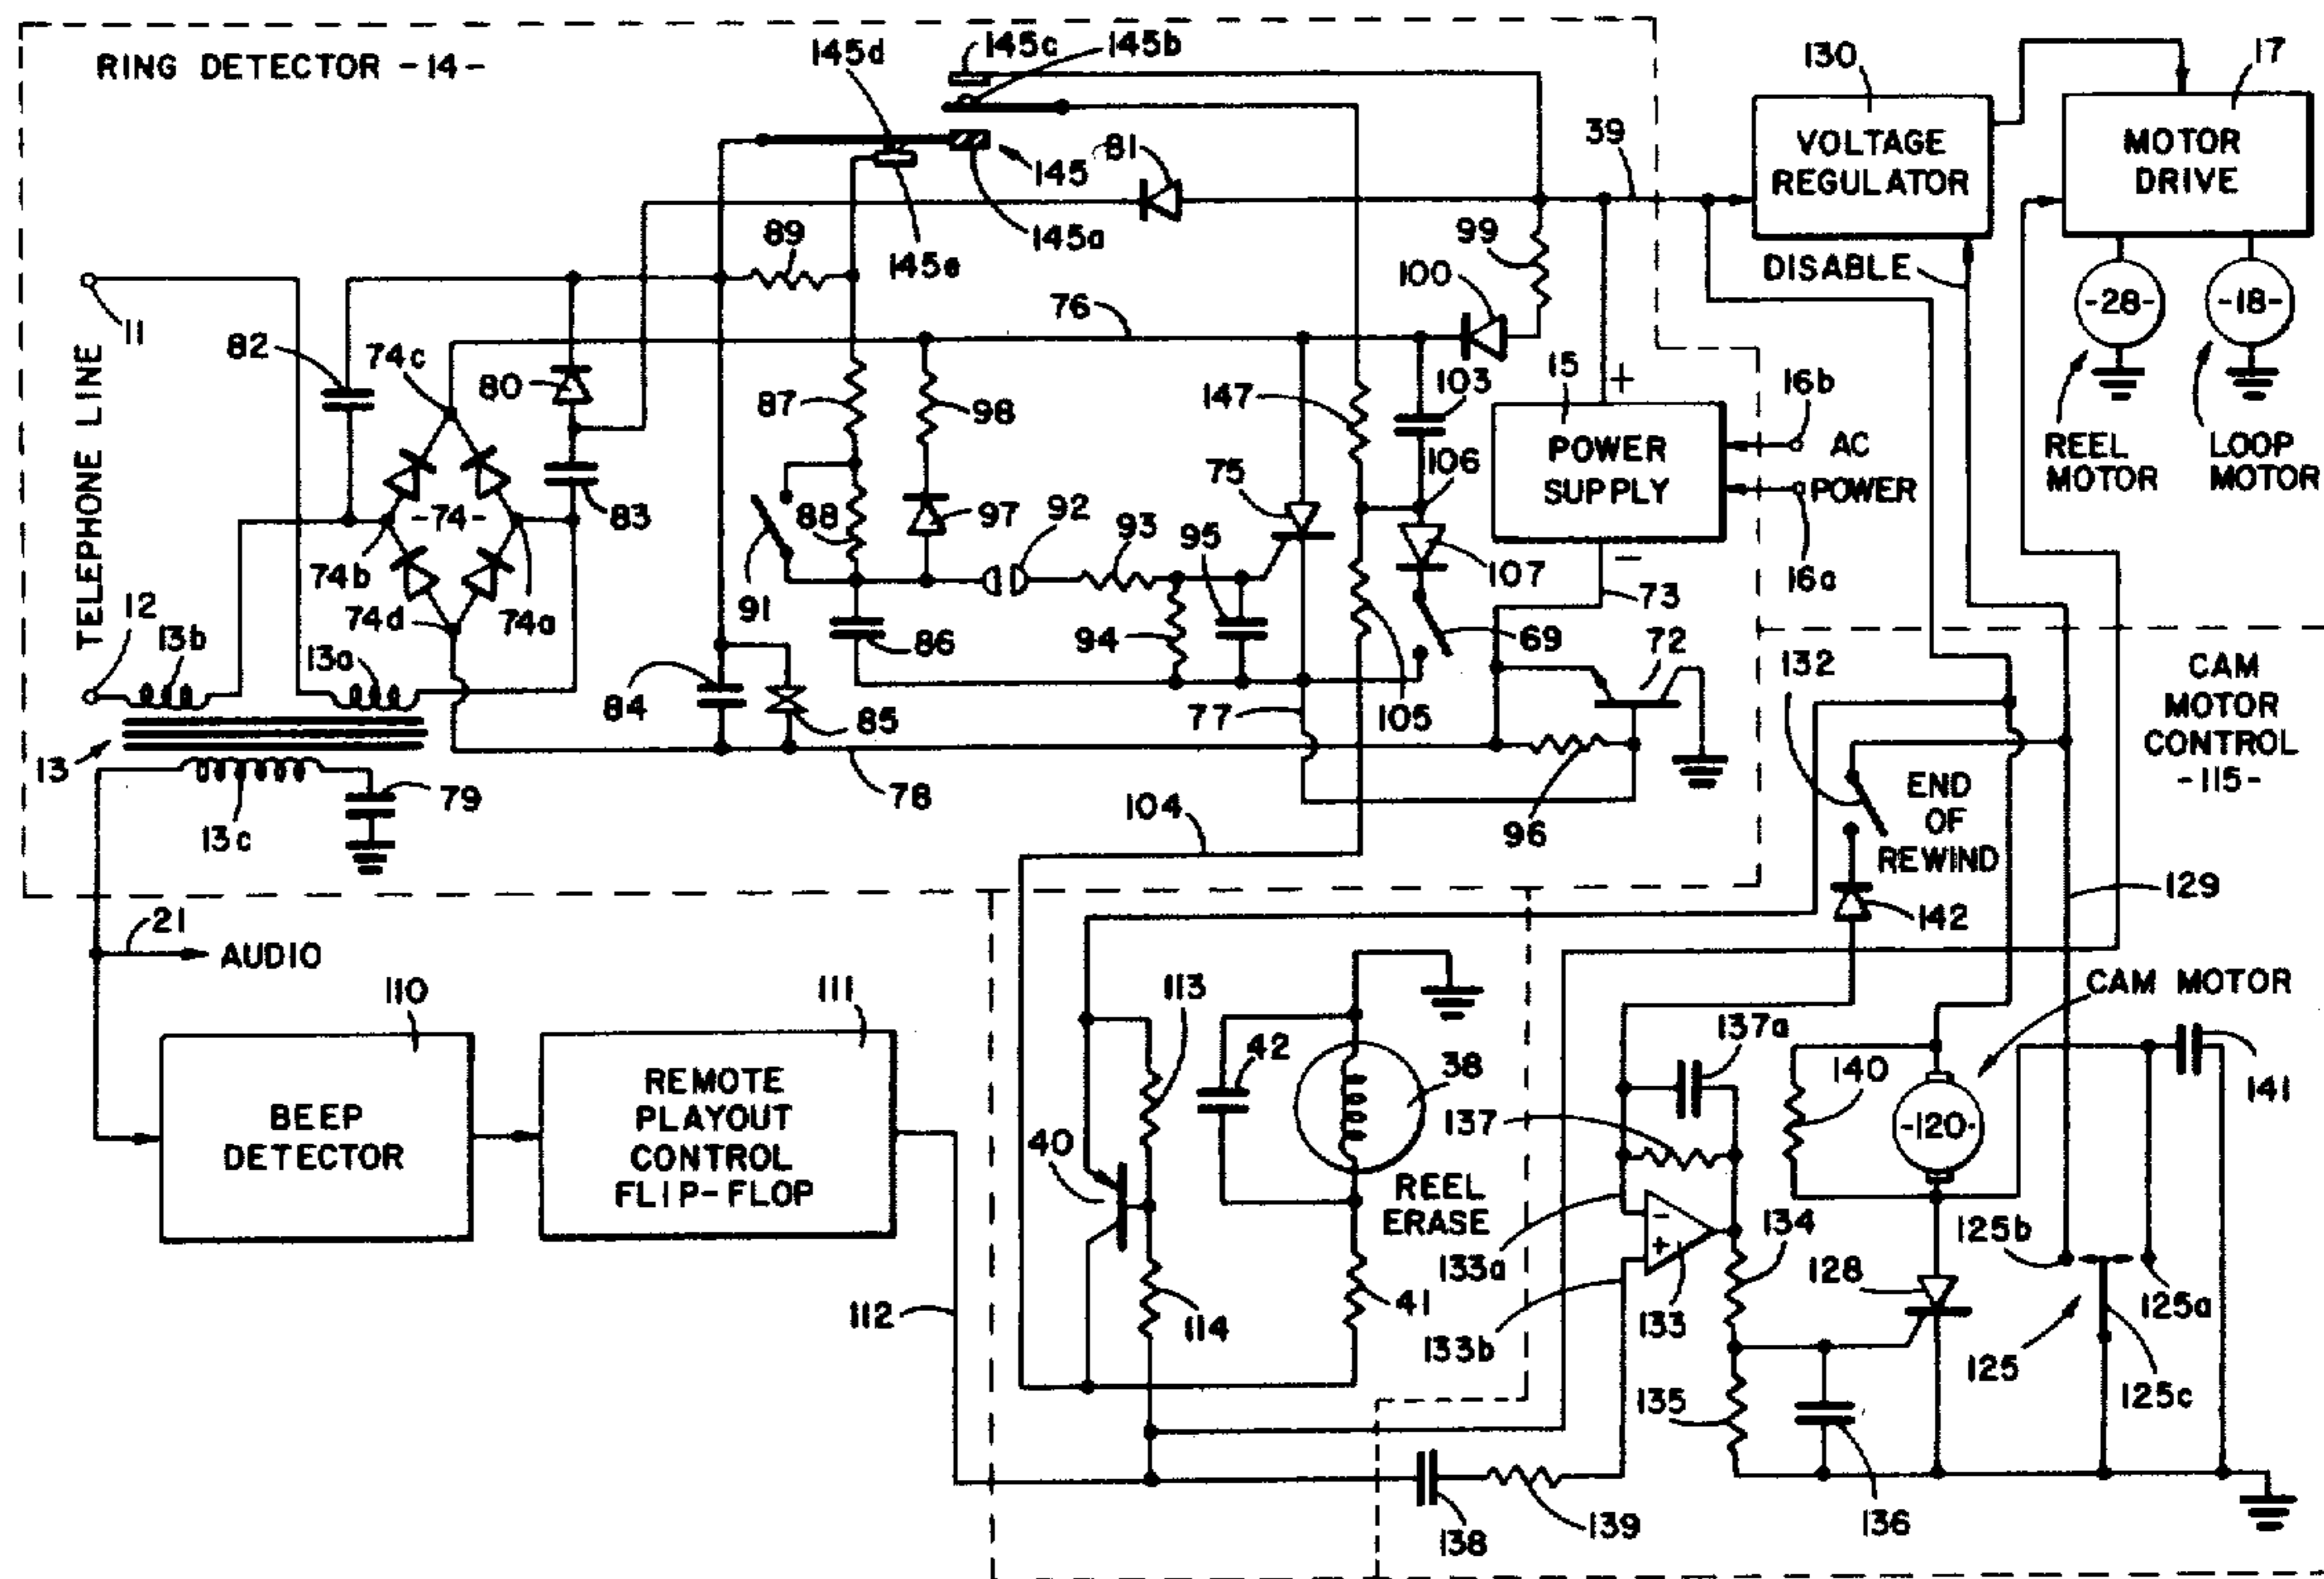 RING DETECTOR -14-
145d
145c
145b
130
17
39
81
145
VOLTAGE
REGULATOR
MOTOR
DRIVE
89
145a
145e
99
100
DISABLE
-28-
-18-
11
76
TELEPHONE LINE
82
74c
80
87
98
147
103
15
+
16b
REEL
MOTOR
LOOP
MOTOR
POWER
SUPPLY
AC
POWER
106
75
-74-
83
88
97
92
93
95
107
−
16a
74b
12
13b
74d
74a
13a
91
86
94
69
73
72
132
CAM
MOTOR
CONTROL
-115-
84
85
77
105
13
79
78
13c
104
96
END
OF
REWIND
129
142
21
AUDIO
110
111
113
CAM MOTOR
137a
42
38
140
141
BEEP
DETECTOR
REMOTE
PLAYOUT
CONTROL
FLIP-FLOP
137
-120-
40
REEL
ERASE
−
+
134
133a
125b
128
112
114
41
133
125a
133b
125
125c
135
138
139
136